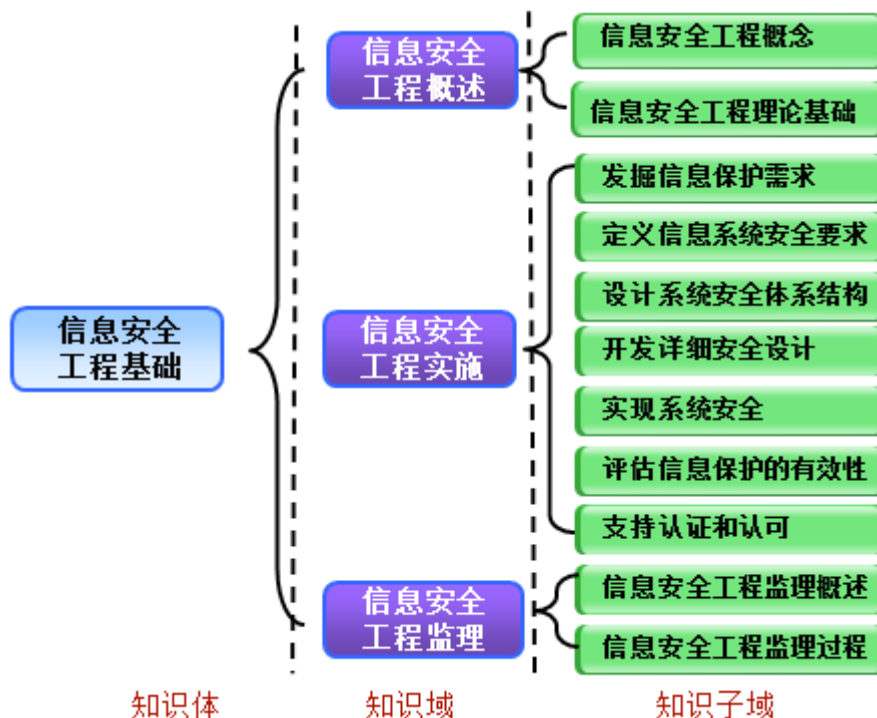 信息安全
工程概述
信息安全工程概念
信息安全工程理论基础
发掘信息保护需求
定义信息系统安全要求
设计系统安全体系结构
信息安全
工程基础
信息安全
工程实施
开发详细安全设计
实现系统安全
评估信息保护的有效性
支持认证和认可
信息安全
工程监理
信息安全工程监理概述
信息安全工程监理过程
知识体
知识域
知识子域